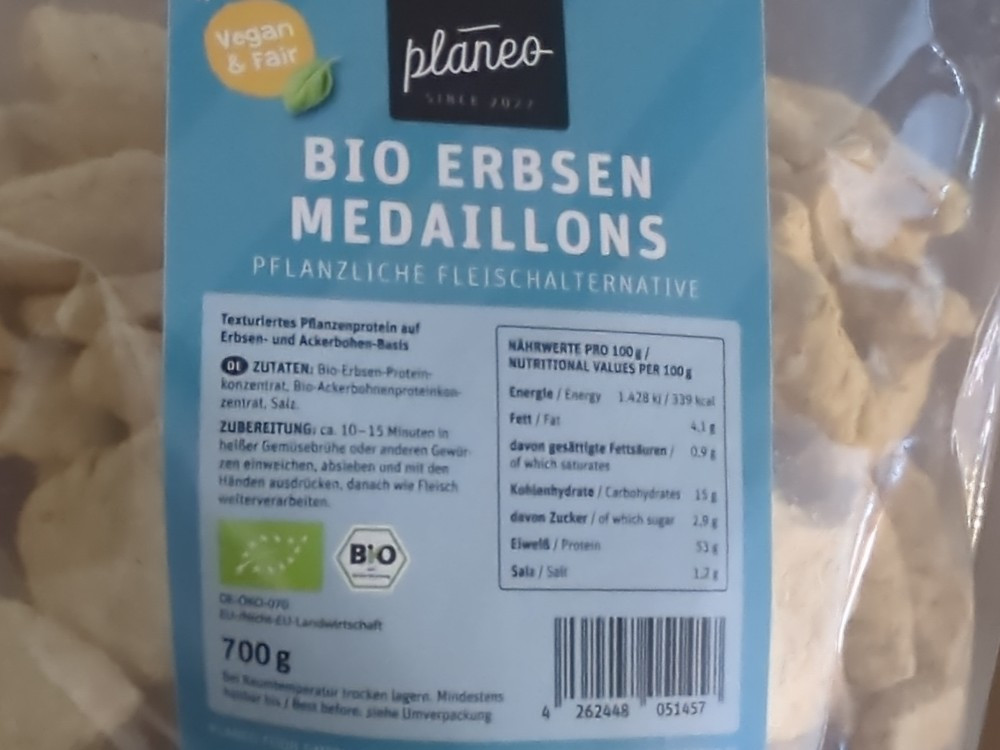 Vegan
& Fair
planeo
SINCE 2022
BIO ERBSEN
MEDAILLONS
PFLANZLICHE FLEISCHALTERNATIVE
Texturiertes Pflanzenprotein auf
Erbsen- und Ackerbohen-Basis
DE ZUTATEN: Bio-Erbsen-Protein-
konzentrat, Bio-Ackerbohnenproteinkon-
zentrat, Salz.
ZUBEREITUNG: ca. 10–15 Minuten in
heißer Gemüsebrühe oder anderen Gewür-
zen einweichen, absieben und mit den
Händen ausdrücken, danach wie Fleisch
weiterverarbeiten.
BIO
DE-ÖKO-070
EU-/Nicht-EU-Landwirtschaft
700 g
Bei Raumtemperatur trocken lagern. Mindestens
haltbar bis / Best before: siehe Umverpackung
NÄHRWERTE PRO 100 g /
NUTRITIONAL VALUES PER 100 g
Energie / Energy 1.428 kJ / 339 kcal
Fett / Fat 4,1 g
davon gesättigte Fettsäuren / 0,9 g
of which saturates
Kohlenhydrate / Carbohydrates 15 g
davon Zucker / of which sugar 2,9 g
Eiweiß / Protein 53 g
Salz / Salt 1,2 g
4 262448 051457